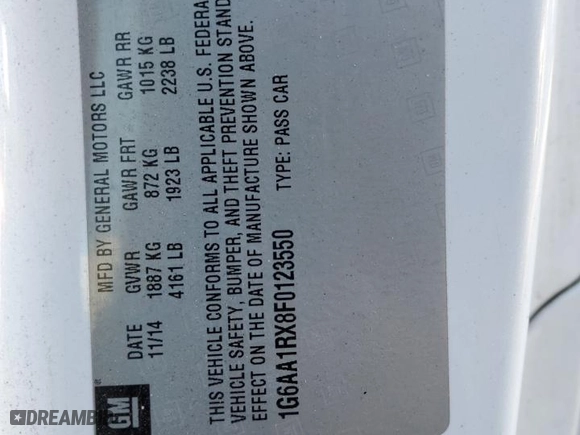 MFD BY GENERAL MOTORS LLC
DATE GVWR GAWR FRT GAWR RR
11/14 1887 KG 872 KG 1015 KG
4161 LB 1923 LB 2238 LB
THIS VEHICLE CONFORMS TO ALL APPLICABLE U.S. FEDERA
VEHICLE SAFETY, BUMPER, AND THEFT PREVENTION STAND
EFFECT ON THE DATE OF MANUFACTURE SHOWN ABOVE.
1G6AA1RX8F0123550 TYPE: PASS CAR
GM